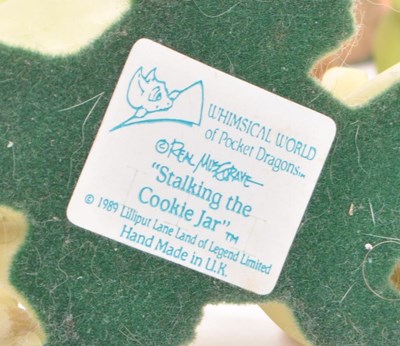 WHIMSICAL WORLD
of Pocket Dragons™
© REAL MUSGRAVE
"Stalking the
Cookie Jar"™
© 1989 Lilliput Lane Land of Legend Limited
Hand Made in U.K.